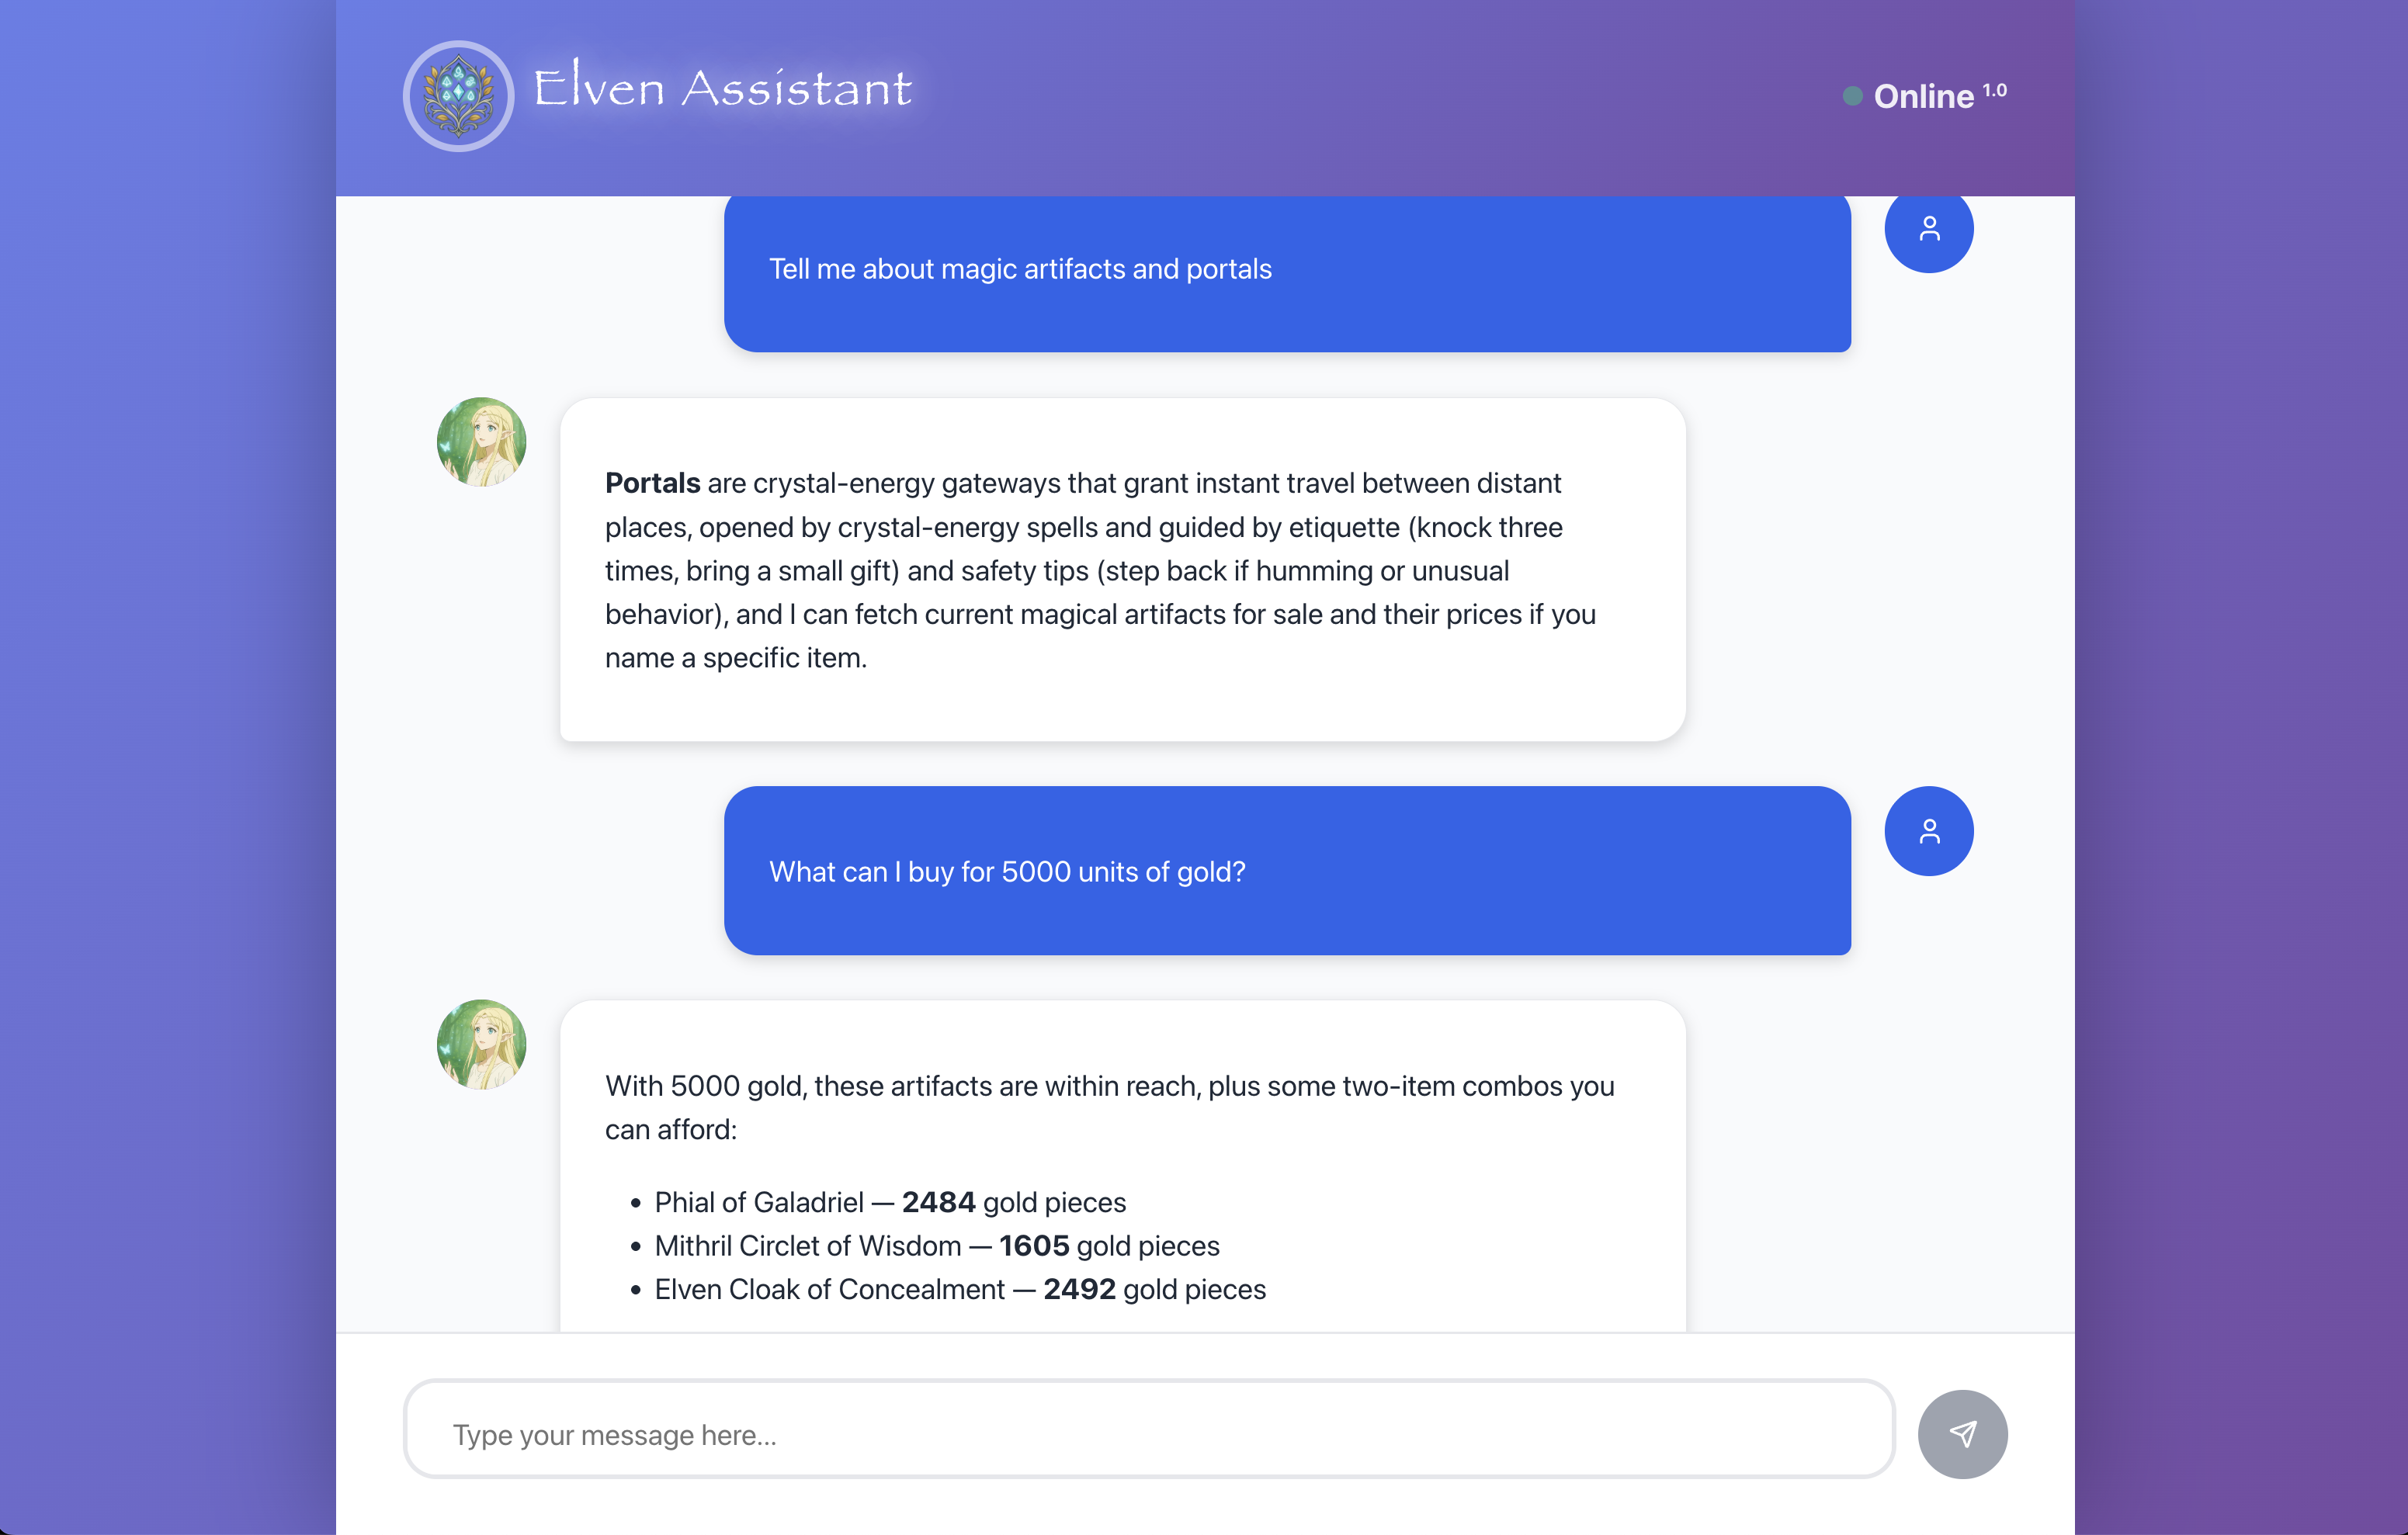 Elven Assistant
Online 1.0
Tell me about magic artifacts and portals
Portals are crystal-energy gateways that grant instant travel between distant
places, opened by crystal-energy spells and guided by etiquette (knock three
times, bring a small gift) and safety tips (step back if humming or unusual
behavior), and I can fetch current magical artifacts for sale and their prices if you
name a specific item.
What can I buy for 5000 units of gold?
With 5000 gold, these artifacts are within reach, plus some two-item combos you
can afford:
• Phial of Galadriel — 2484 gold pieces
• Mithril Circlet of Wisdom — 1605 gold pieces
• Elven Cloak of Concealment — 2492 gold pieces
Type your message here...